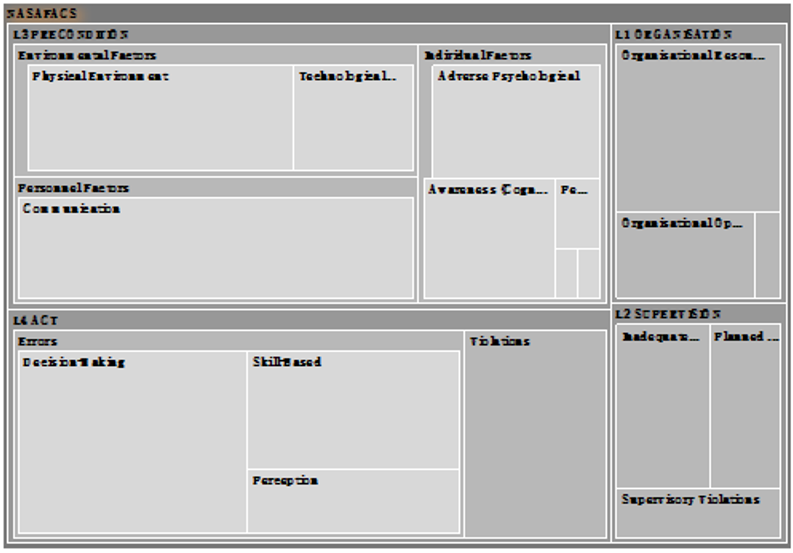 NASAFACS
L3 PRECONDITION
Environmental Factors
Physical Environment
Technological...
Personnel Factors
Communication
Individual Factors
Adverse Psychological
Awareness (Cogn...
Pe...
L1 ORGANISATION
Organisational Resou...
Organisational Op...
L4 ACT
Errors
Decision-Making
Skill-Based
Perception
Violations
L2 SUPERVISION
Inadequate...
Planned ...
Supervisory Violations